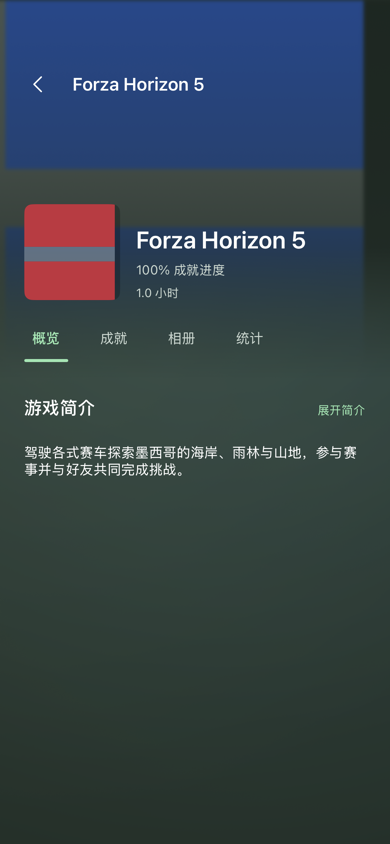 Forza Horizon 5
Forza Horizon 5
100% 成就进度
1.0 小时
概览 成就 相册 统计
游戏简介 展开简介
驾驶各式赛车探索墨西哥的海岸、雨林与山地，参与赛
事并与好友共同完成挑战。